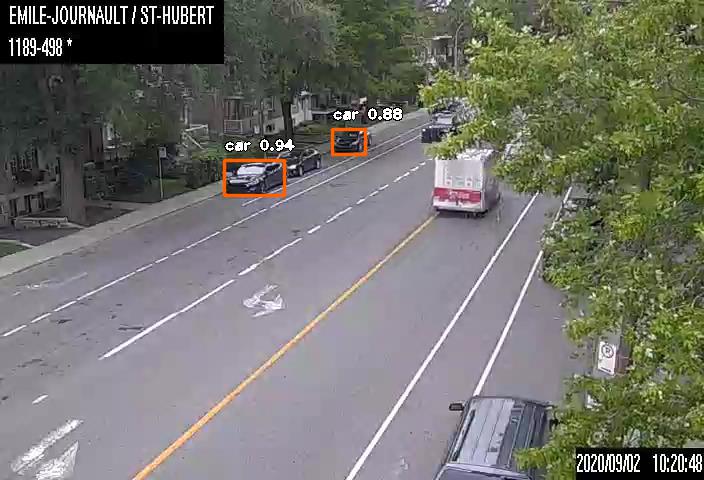 EMILE-JOURNAULT / ST-HUBERT
1189-498 *
car 0.88
car 0.94
2020/09/02 10:20:48